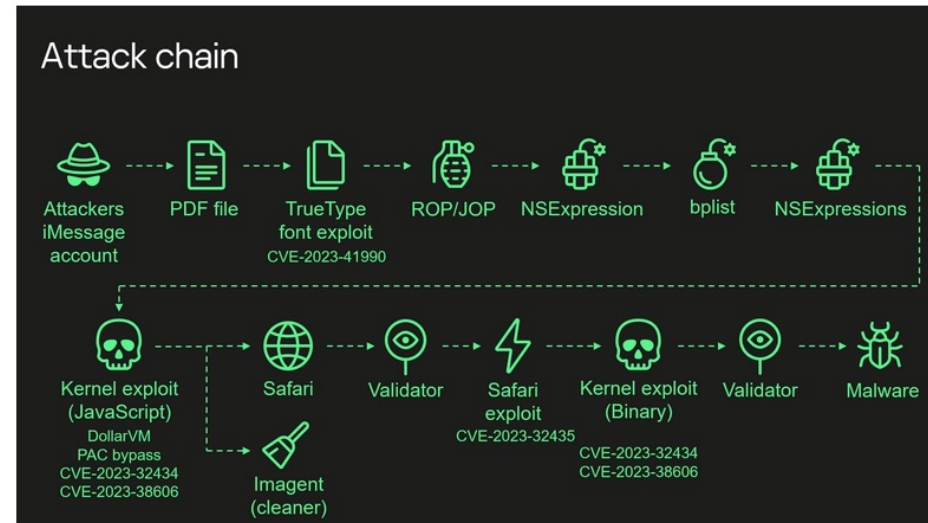 Attack chain
Attackers
iMessage
account
PDF file
TrueType
font exploit
CVE-2023-41990
ROP/JOP
NSExpression
bplist
NSExpressions
Kernel exploit
(JavaScript)
DollarVM
PAC bypass
CVE-2023-32434
CVE-2023-38606
Safari
Imagent
(cleaner)
Validator
Safari
exploit
CVE-2023-32435
Kernel exploit
(Binary)
CVE-2023-32434
CVE-2023-38606
Validator
Malware